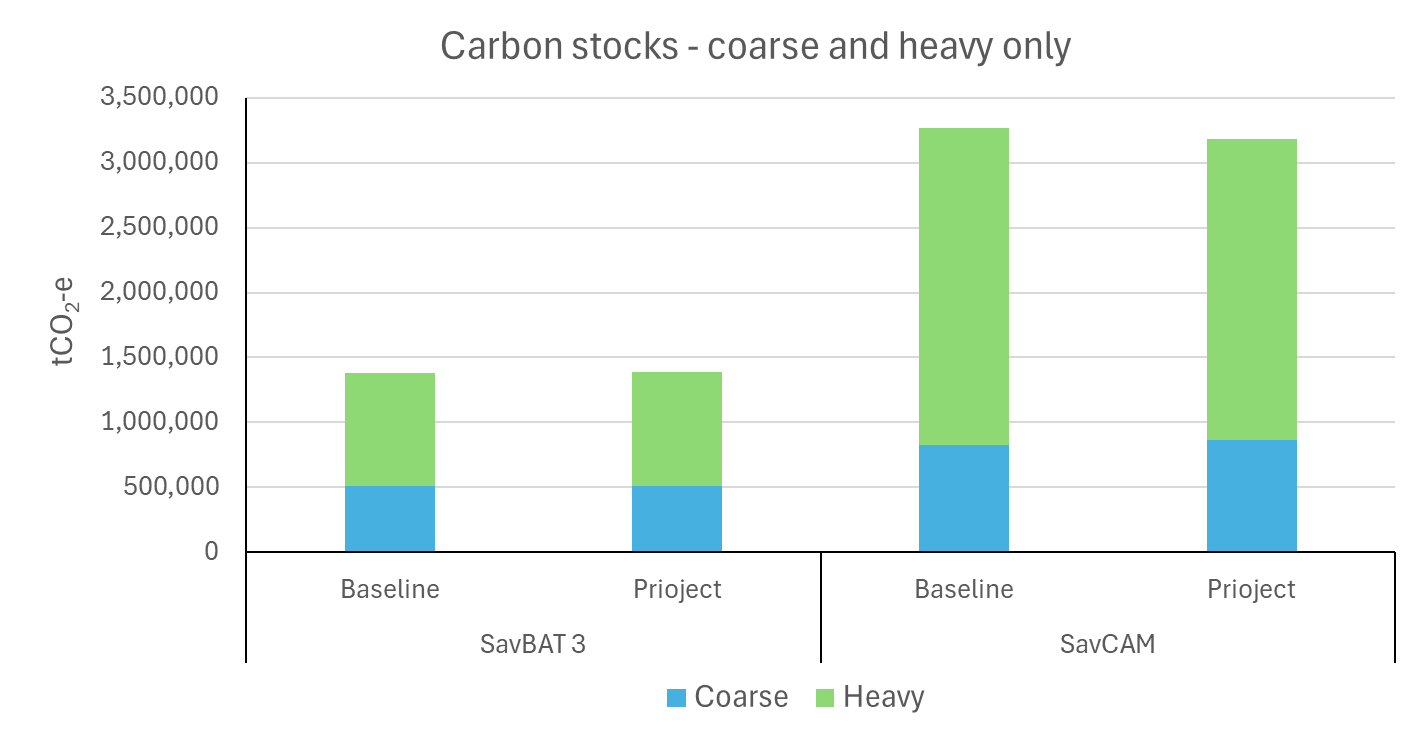 Carbon stocks - coarse and heavy only
3,500,000
3,000,000
2,500,000
2,000,000
1,500,000
1,000,000
500,000
0
tCO₂-e
Baseline
Prioject
Baseline
Prioject
SavBAT 3
SavCAM
Coarse
Heavy